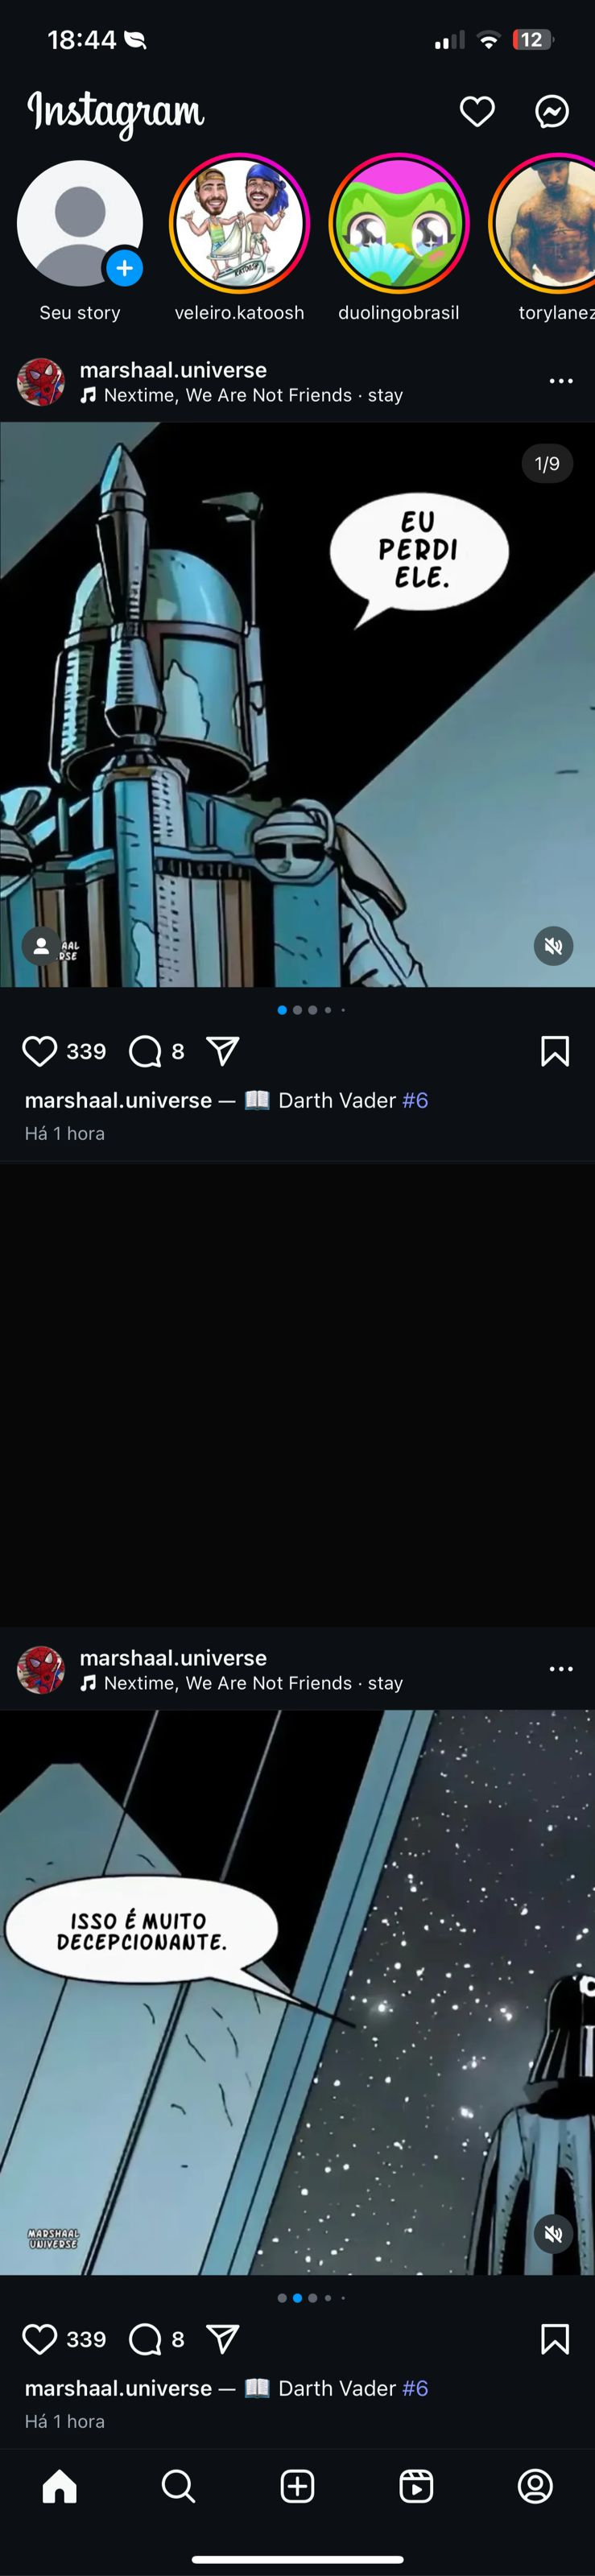 18:44
12
Instagram
KATOOSH
Seu story
veleiro.katoosh
duolingobrasil
torylanez
marshaal.universe
Nextime, We Are Not Friends · stay
1/9
EU
PERDI
ELE.
AAL
RSE
339
8
marshaal.universe — 📖 Darth Vader #6
Há 1 hora
marshaal.universe
Nextime, We Are Not Friends · stay
ISSO É MUITO
DECEPCIONANTE.
MARSHAAL
UNIVERSE
339
8
marshaal.universe — 📖 Darth Vader #6
Há 1 hora